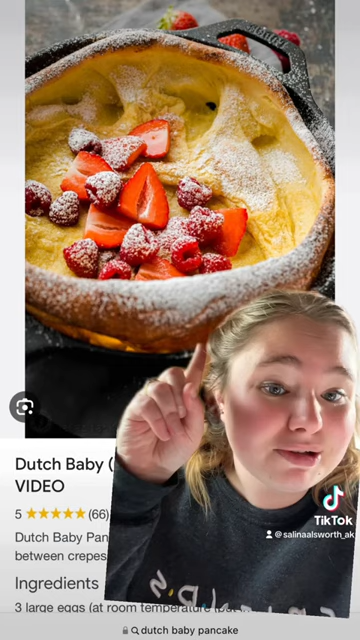 Dutch Baby (
VIDEO
5 (66)
Dutch Baby Pan
between crepes
Ingredients
3 large eggs (at room temperature
TikTok
@salinaalsworth_ak
dutch baby pancake